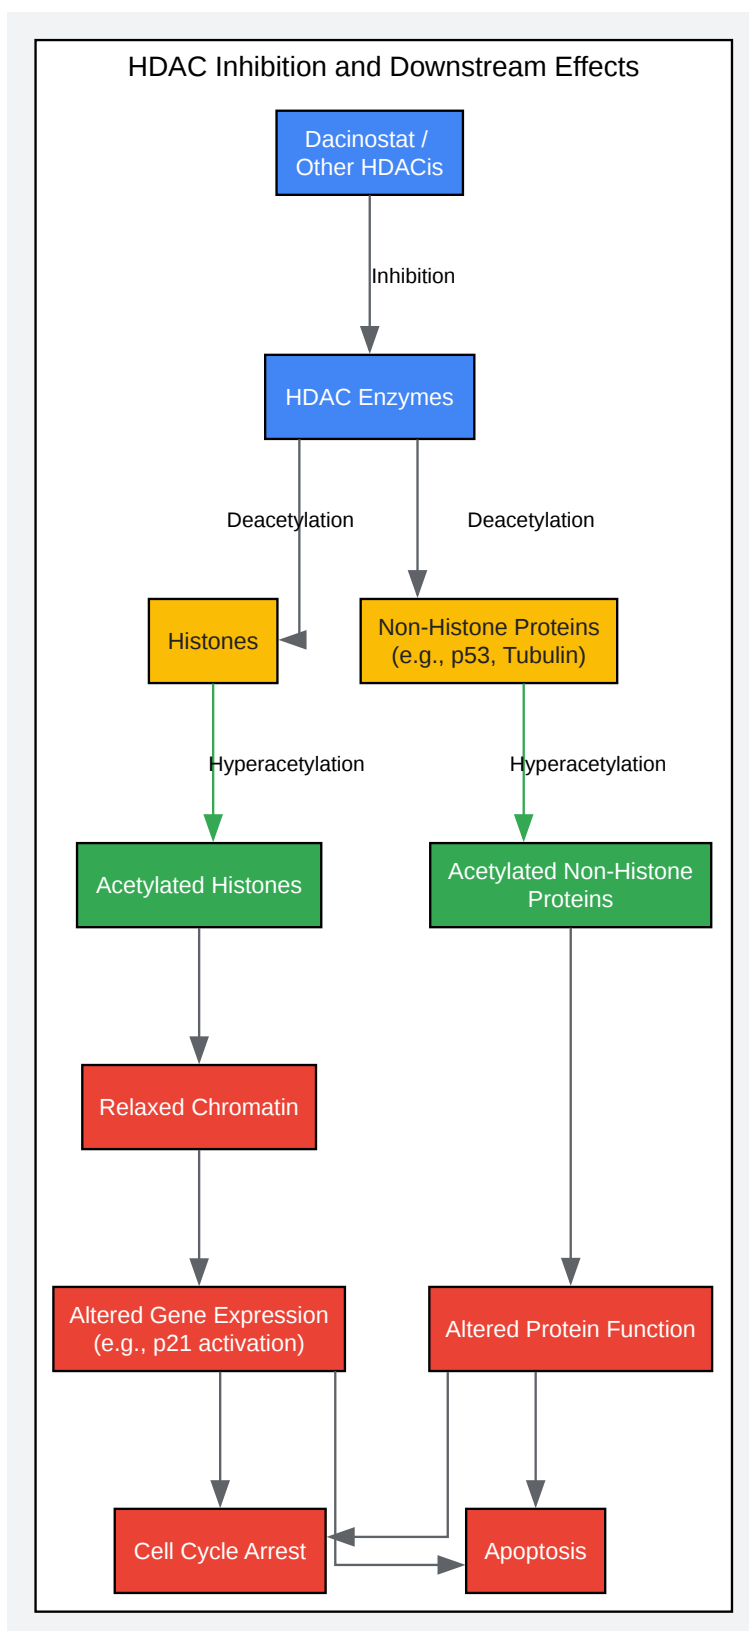 HDAC Inhibition and Downstream Effects
Dacinostat /
Other HDACis
Inhibition
HDAC Enzymes
Deacetylation
Deacetylation
Histones
Non-Histone Proteins
(e.g., p53, Tubulin)
Hyperacetylation
Hyperacetylation
Acetylated Histones
Acetylated Non-Histone
Proteins
Relaxed Chromatin
Altered Gene Expression
(e.g., p21 activation)
Altered Protein Function
Cell Cycle Arrest
Apoptosis